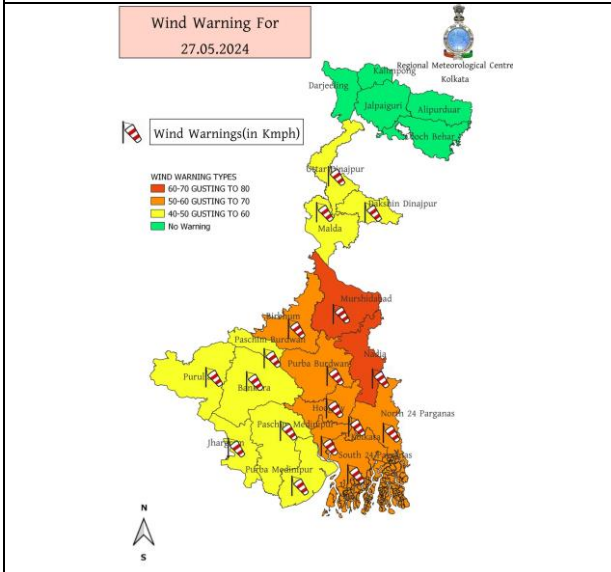 Wind Warning For
27.05.2024
Regional Meteorological Centre
Kolkata
Kalimpong
Darjeeling
Jalpaiguri
Alipurduar
Coch Behar
Wind Warnings(in Kmph)
WIND WARNING TYPES
60-70 GUSTING TO 80
50-60 GUSTING TO 70
40-50 GUSTING TO 60
No Warning
Uttar Dinajpur
Dakshin Dinajpur
Malda
Murshidabad
Birbhum
Paschim Burdwan
Nadia
Purba Burdwan
Purulia
Bankura
Hooghly
North 24 Parganas
Paschim Medinipur
Kolkata
Jhargram
South 24 Parganas
Purba Medinipur
N
S